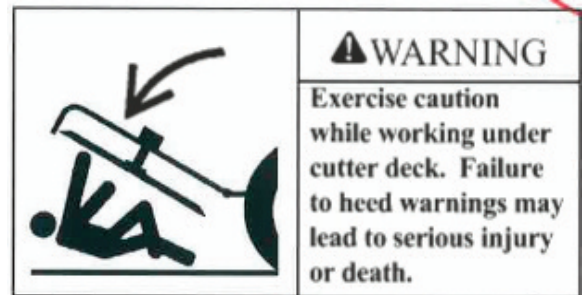 WARNING
Exercise caution
while working under
cutter deck. Failure
to heed warnings may
lead to serious injury
or death.